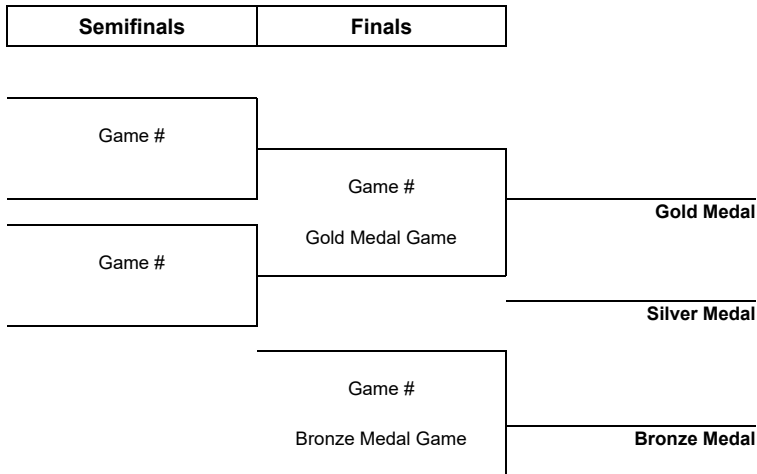 Semifinals Finals
Game #
Game #
Gold Medal
Gold Medal Game
Game #
Silver Medal
Game #
Bronze Medal Game Bronze Medal